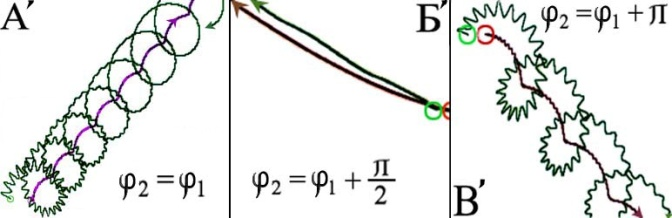 А′
φ₂ = φ₁
Б′
φ₂ = φ₁ + π/2
В′
φ₂ = φ₁ + π